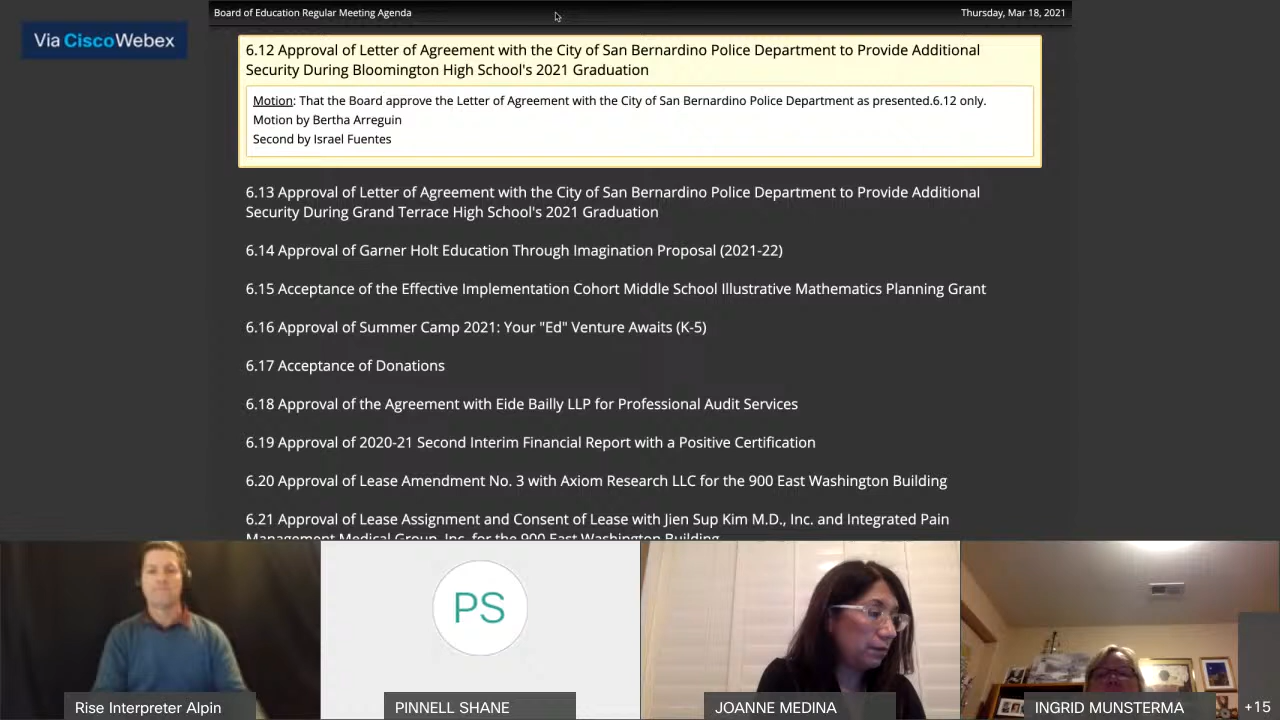 Board of Education Regular Meeting Agenda
Thursday, Mar 18, 2021
Via CiscoWebex
6.12 Approval of Letter of Agreement with the City of San Bernardino Police Department to Provide Additional
Security During Bloomington High School's 2021 Graduation
Motion: That the Board approve the Letter of Agreement with the City of San Bernardino Police Department as presented.6.12 only.
Motion by Bertha Arreguin
Second by Israel Fuentes
6.13 Approval of Letter of Agreement with the City of San Bernardino Police Department to Provide Additional
Security During Grand Terrace High School's 2021 Graduation
6.14 Approval of Garner Holt Education Through Imagination Proposal (2021-22)
6.15 Acceptance of the Effective Implementation Cohort Middle School Illustrative Mathematics Planning Grant
6.16 Approval of Summer Camp 2021: Your "Ed" Venture Awaits (K-5)
6.17 Acceptance of Donations
6.18 Approval of the Agreement with Eide Bailly LLP for Professional Audit Services
6.19 Approval of 2020-21 Second Interim Financial Report with a Positive Certification
6.20 Approval of Lease Amendment No. 3 with Axiom Research LLC for the 900 East Washington Building
6.21 Approval of Lease Assignment and Consent of Lease with Jien Sup Kim M.D., Inc. and Integrated Pain
Management Medical Group, Inc. for the 900 East Washington Building
PS
Rise Interpreter Alpin
PINNELL SHANE
JOANNE MEDINA
INGRID MUNSTERMA
+15